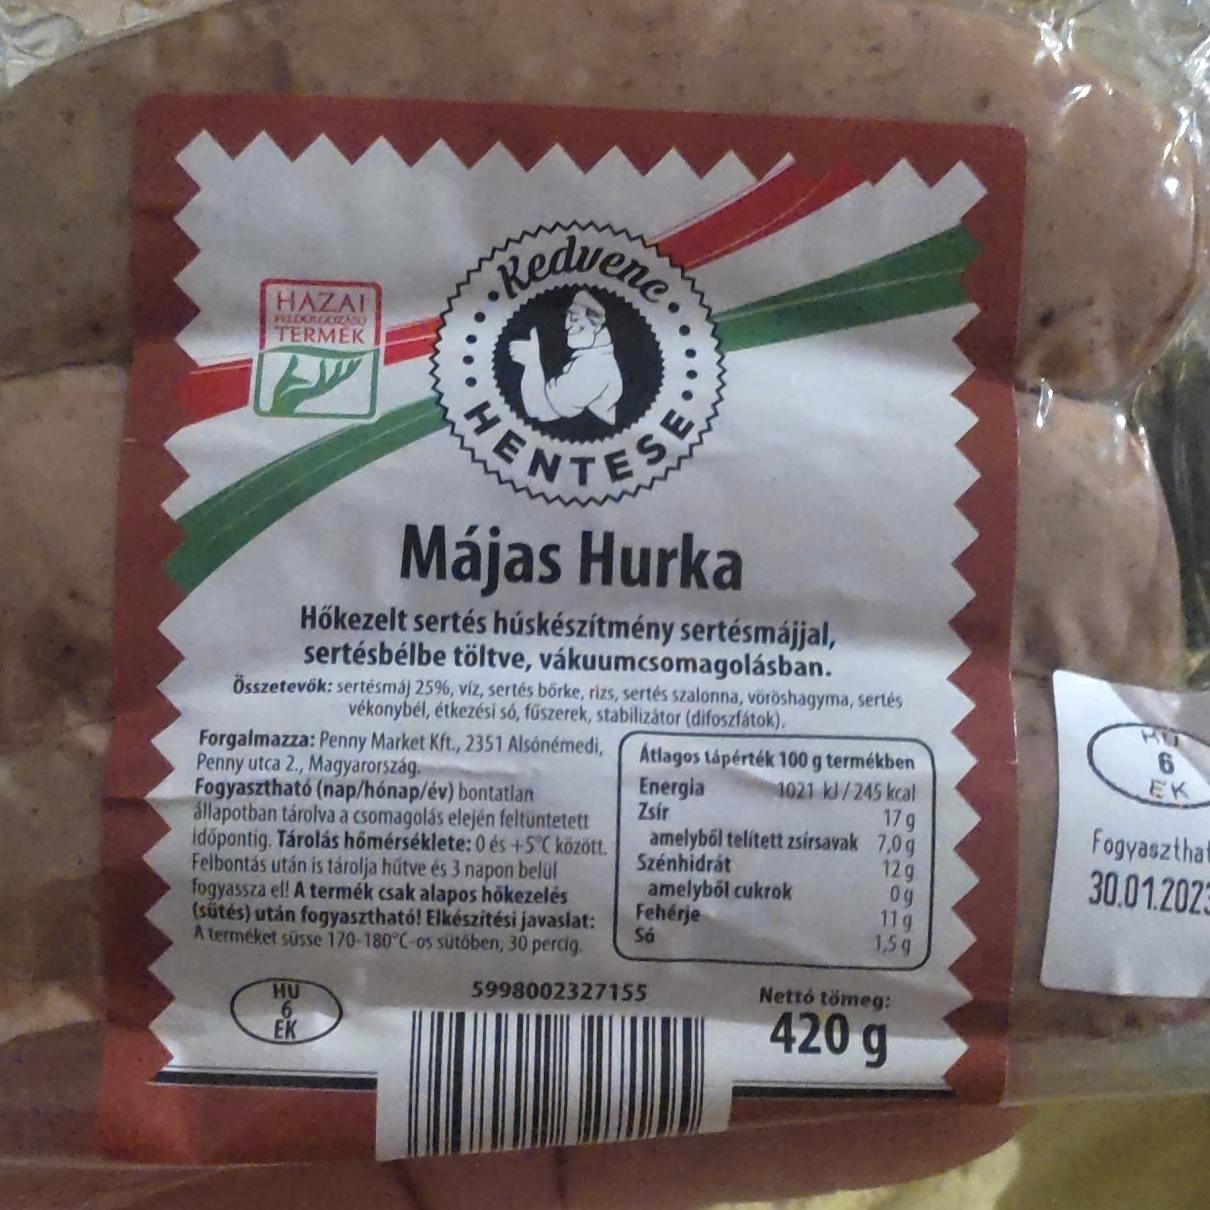 HAZAI
FELDOLGOZÁSÚ
TERMÉK
Kedvenc
HENTESE
Májas Hurka
Hőkezelt sertés húskészítmény sertésmájjal,
sertésbélbe töltve, vákuumcsomagolásban.
Összetevők: sertésmáj 25%, víz, sertés bőrke, rizs, sertés szalonna, vöröshagyma, sertés
vékonybél, étkezési só, fűszerek, stabilizátor (difoszfátok).
Forgalmazza: Penny Market Kft., 2351 Alsónémedi,
Penny utca 2., Magyarország.
Fogyasztható (nap/hónap/év) bontatlan
állapotban tárolva a csomagolás elején feltüntetett
időpontig. Tárolás hőmérséklete: 0 és +5°C között.
Felbontás után is tárolja hűtve és 3 napon belül
fogyassza el! A termék csak alapos hőkezelés
(sütés) után fogyasztható! Elkészítési javaslat:
A terméket süsse 170-180°C-os sütőben, 30 percig.
Átlagos tápérték 100 g termékben
Energia 1021 kJ / 245 kcal
Zsír 17 g
amelyből telített zsírsavak 7,0 g
Szénhidrát 12 g
amelyből cukrok 0 g
Fehérje 11 g
Só 1,5 g
HU
6
EK
5998002327155
Nettó tömeg:
420 g
HU
6
EK
Fogyaszthat
30.01.2023